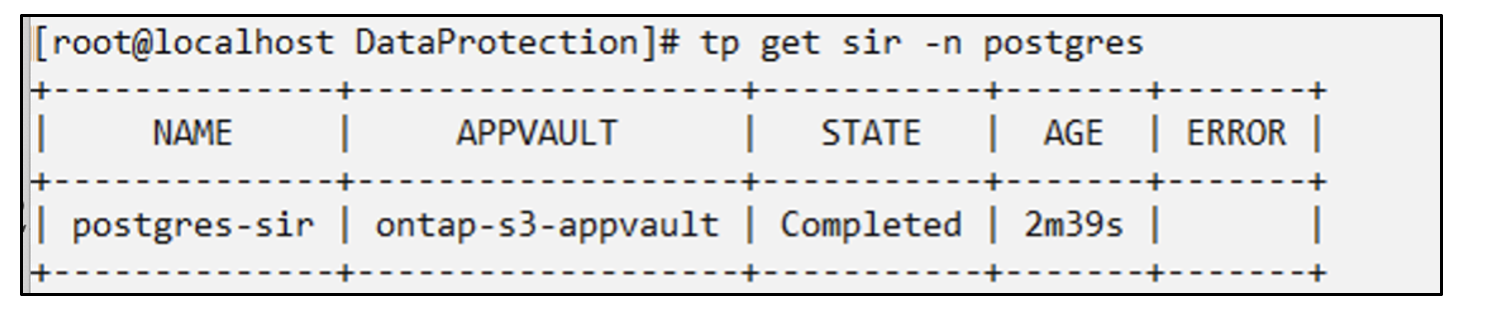 [root@localhost DataProtection]# tp get sir -n postgres
+--------------+-------------------+-----------+-------+-------+
|     NAME     |     APPVAULT      |   STATE   |  AGE  | ERROR |
+--------------+-------------------+-----------+-------+-------+
| postgres-sir | ontap-s3-appvault | Completed | 2m39s |       |
+--------------+-------------------+-----------+-------+-------+